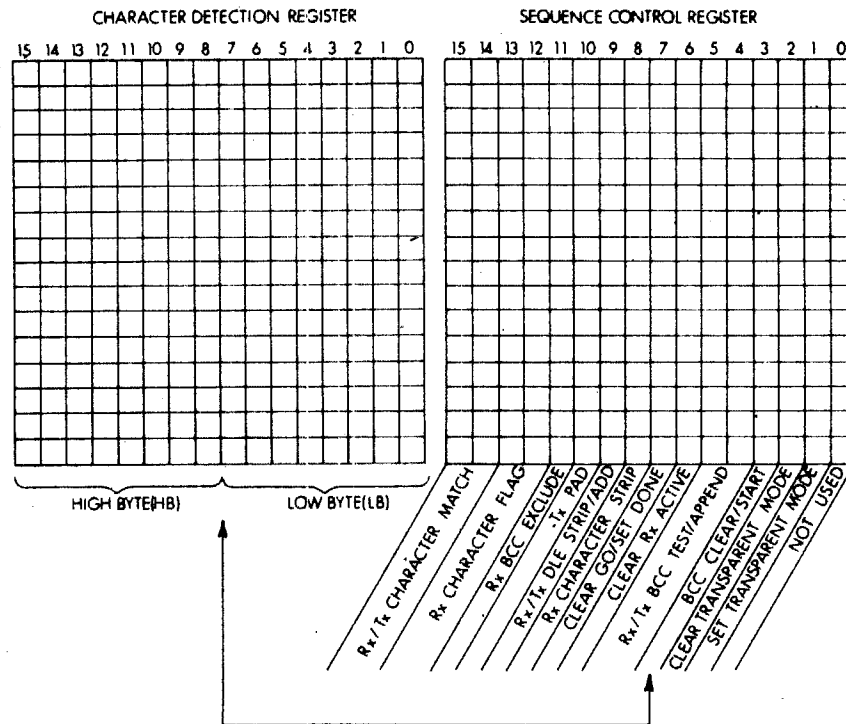 CHARACTER DETECTION REGISTER
15 14 13 12 11 10 9 8 7 6 5 4 3 2 1 0
SEQUENCE CONTROL REGISTER
15 14 13 12 11 10 9 8 7 6 5 4 3 2 1 0
HIGH BYTE(HB)
LOW BYTE(LB)
Rx/Tx CHARACTER MATCH
Rx CHARACTER FLAG
Rx BCC EXCLUDE
Tx PAD
Rx/Tx DLE STRIP/ADD
Rx CHARACTER STRIP
CLEAR GO/SET DONE
CLEAR Rx ACTIVE
Rx/Tx BCC TEST/APPEND
BCC CLEAR/START
CLEAR TRANSPARENT MODE
SET TRANSPARENT MODE
NOT USED